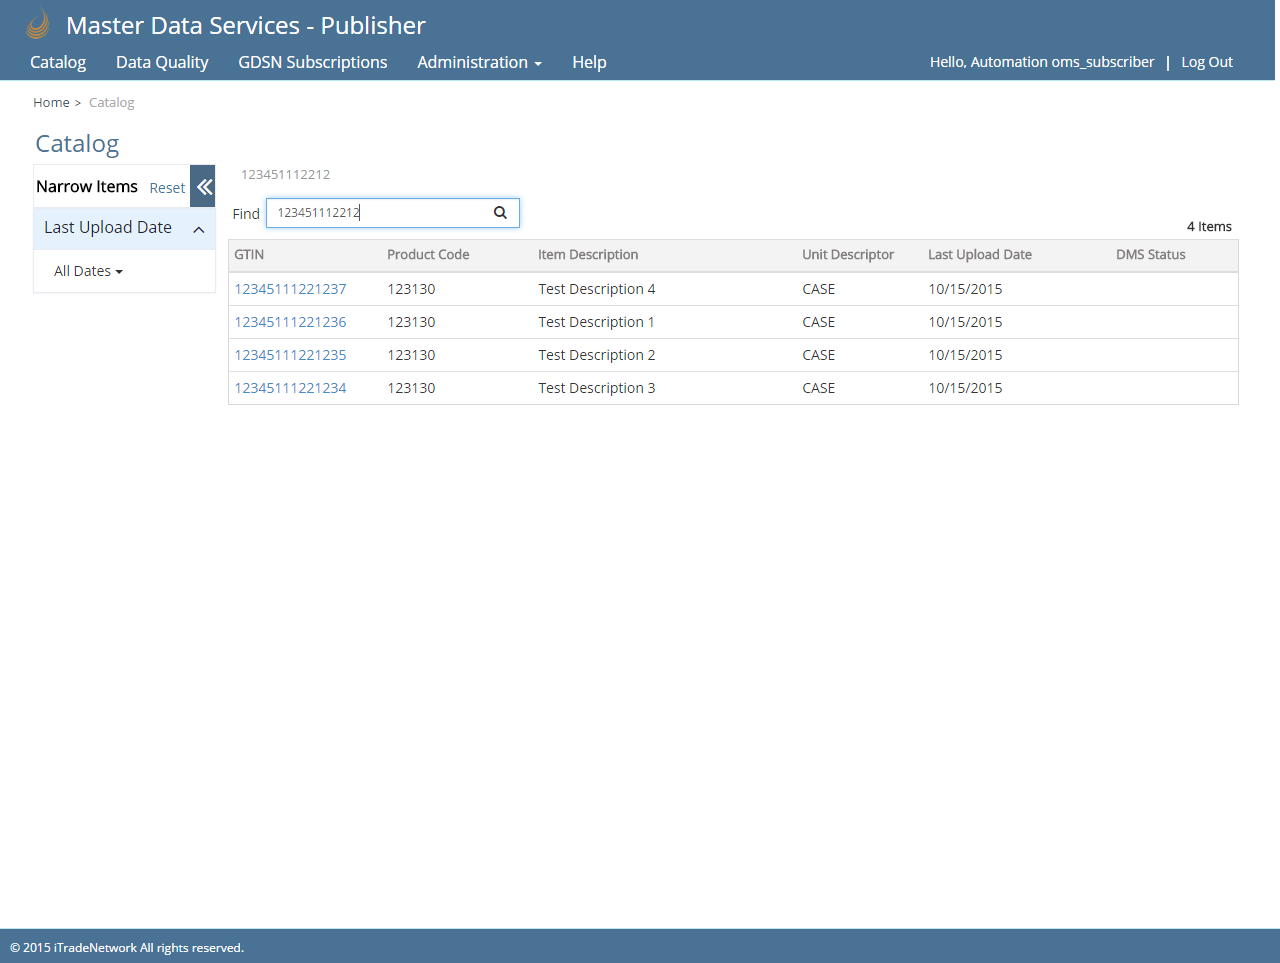 Master Data Services - Publisher
Catalog Data Quality GDSN Subscriptions Administration Help Hello, Automation oms_subscriber | Log Out
Home > Catalog
Catalog
Narrow Items Reset
Last Upload Date
All Dates
123451112212
Find 123451112212
4 Items
GTIN Product Code Item Description Unit Descriptor Last Upload Date DMS Status
12345111221237 123130 Test Description 4 CASE 10/15/2015
12345111221236 123130 Test Description 1 CASE 10/15/2015
12345111221235 123130 Test Description 2 CASE 10/15/2015
12345111221234 123130 Test Description 3 CASE 10/15/2015
© 2015 iTradeNetwork All rights reserved.